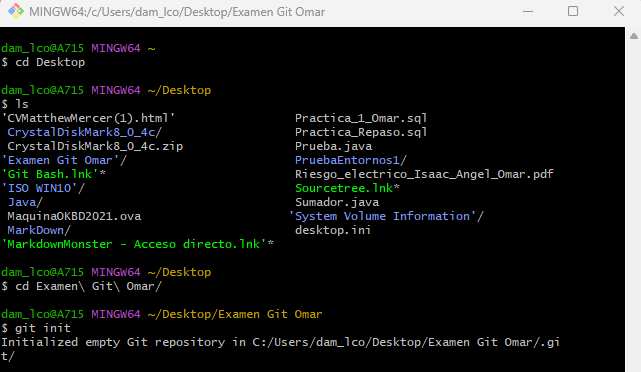 MINGW64:/c/Users/dam_lco/Desktop/Examen Git Omar
dam_lco@A715 MINGW64 ~
$ cd Desktop
dam_lco@A715 MINGW64 ~/Desktop
$ ls
'CVMatthewMercer(1).html' Practica_1_Omar.sql
CrystalDiskMark8_0_4c/ Practica_Repaso.sql
CrystalDiskMark8_0_4c.zip Prueba.java
'Examen Git Omar'/ PruebaEntornos1/
'Git Bash.lnk'* Riesgo_electrico_Isaac_Angel_Omar.pdf
'ISO WIN10'/ Sourcetree.lnk*
Java/ Sumador.java
MaquinaOKBD2021.ova 'System Volume Information'/
MarkDown/ desktop.ini
'MarkdownMonster - Acceso directo.lnk'*
dam_lco@A715 MINGW64 ~/Desktop
$ cd Examen\ Git\ Omar/
dam_lco@A715 MINGW64 ~/Desktop/Examen Git Omar
$ git init
Initialized empty Git repository in C:/Users/dam_lco/Desktop/Examen Git Omar/.gi
t/